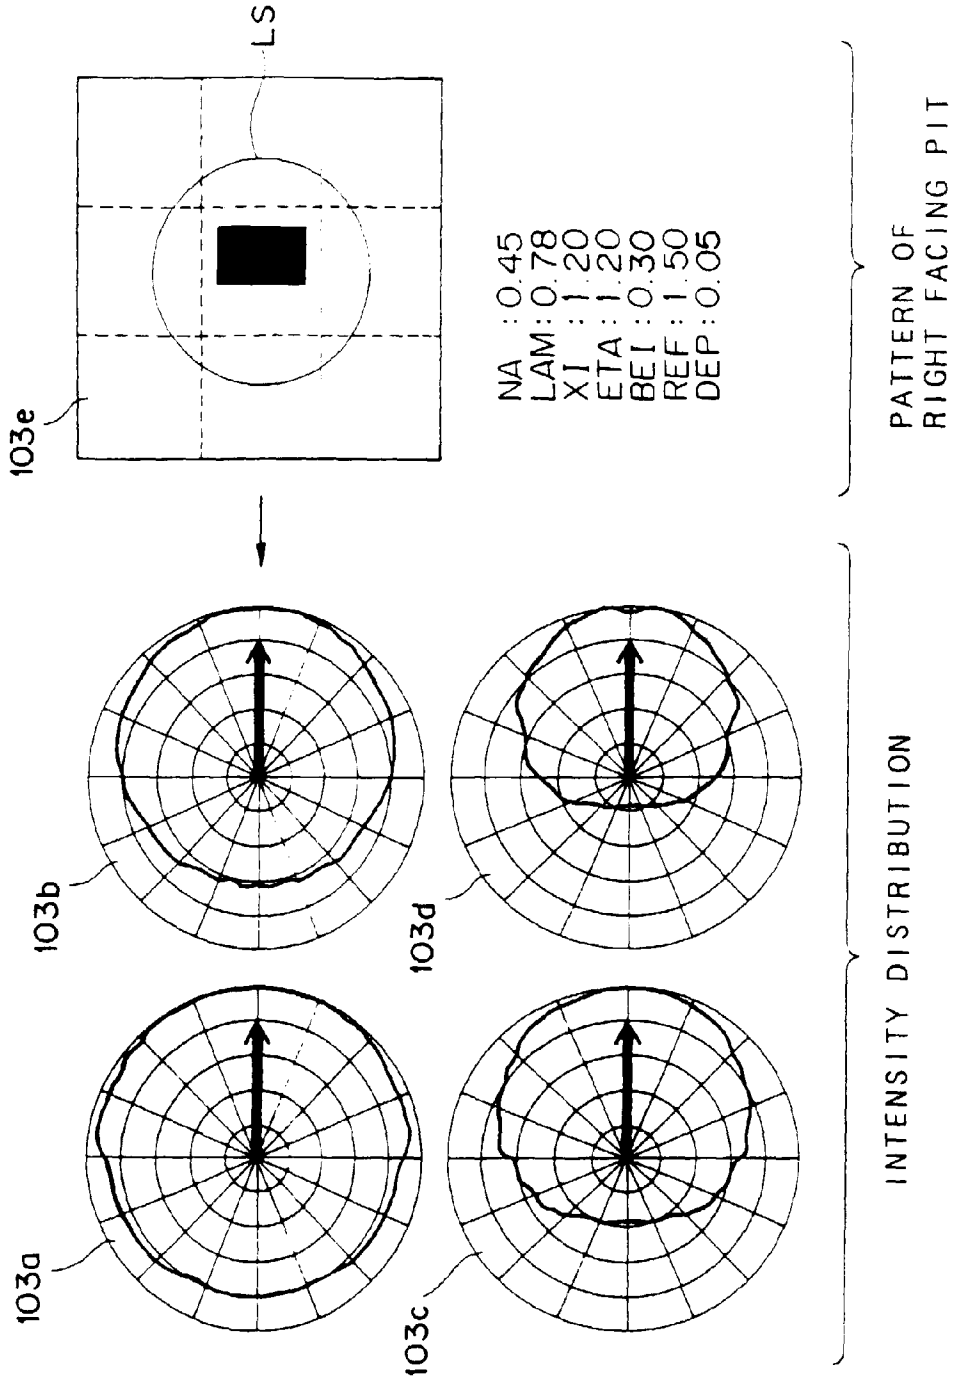 103a
103b
103c
103d
103e
LS
NA : 0.45
LAM : 0.78
XI : 1.20
ETA : 1.20
BEI : 0.30
REF : 1.50
DEP : 0.05
INTENSITY DISTRIBUTION
PATTERN OF
RIGHT FACING PIT